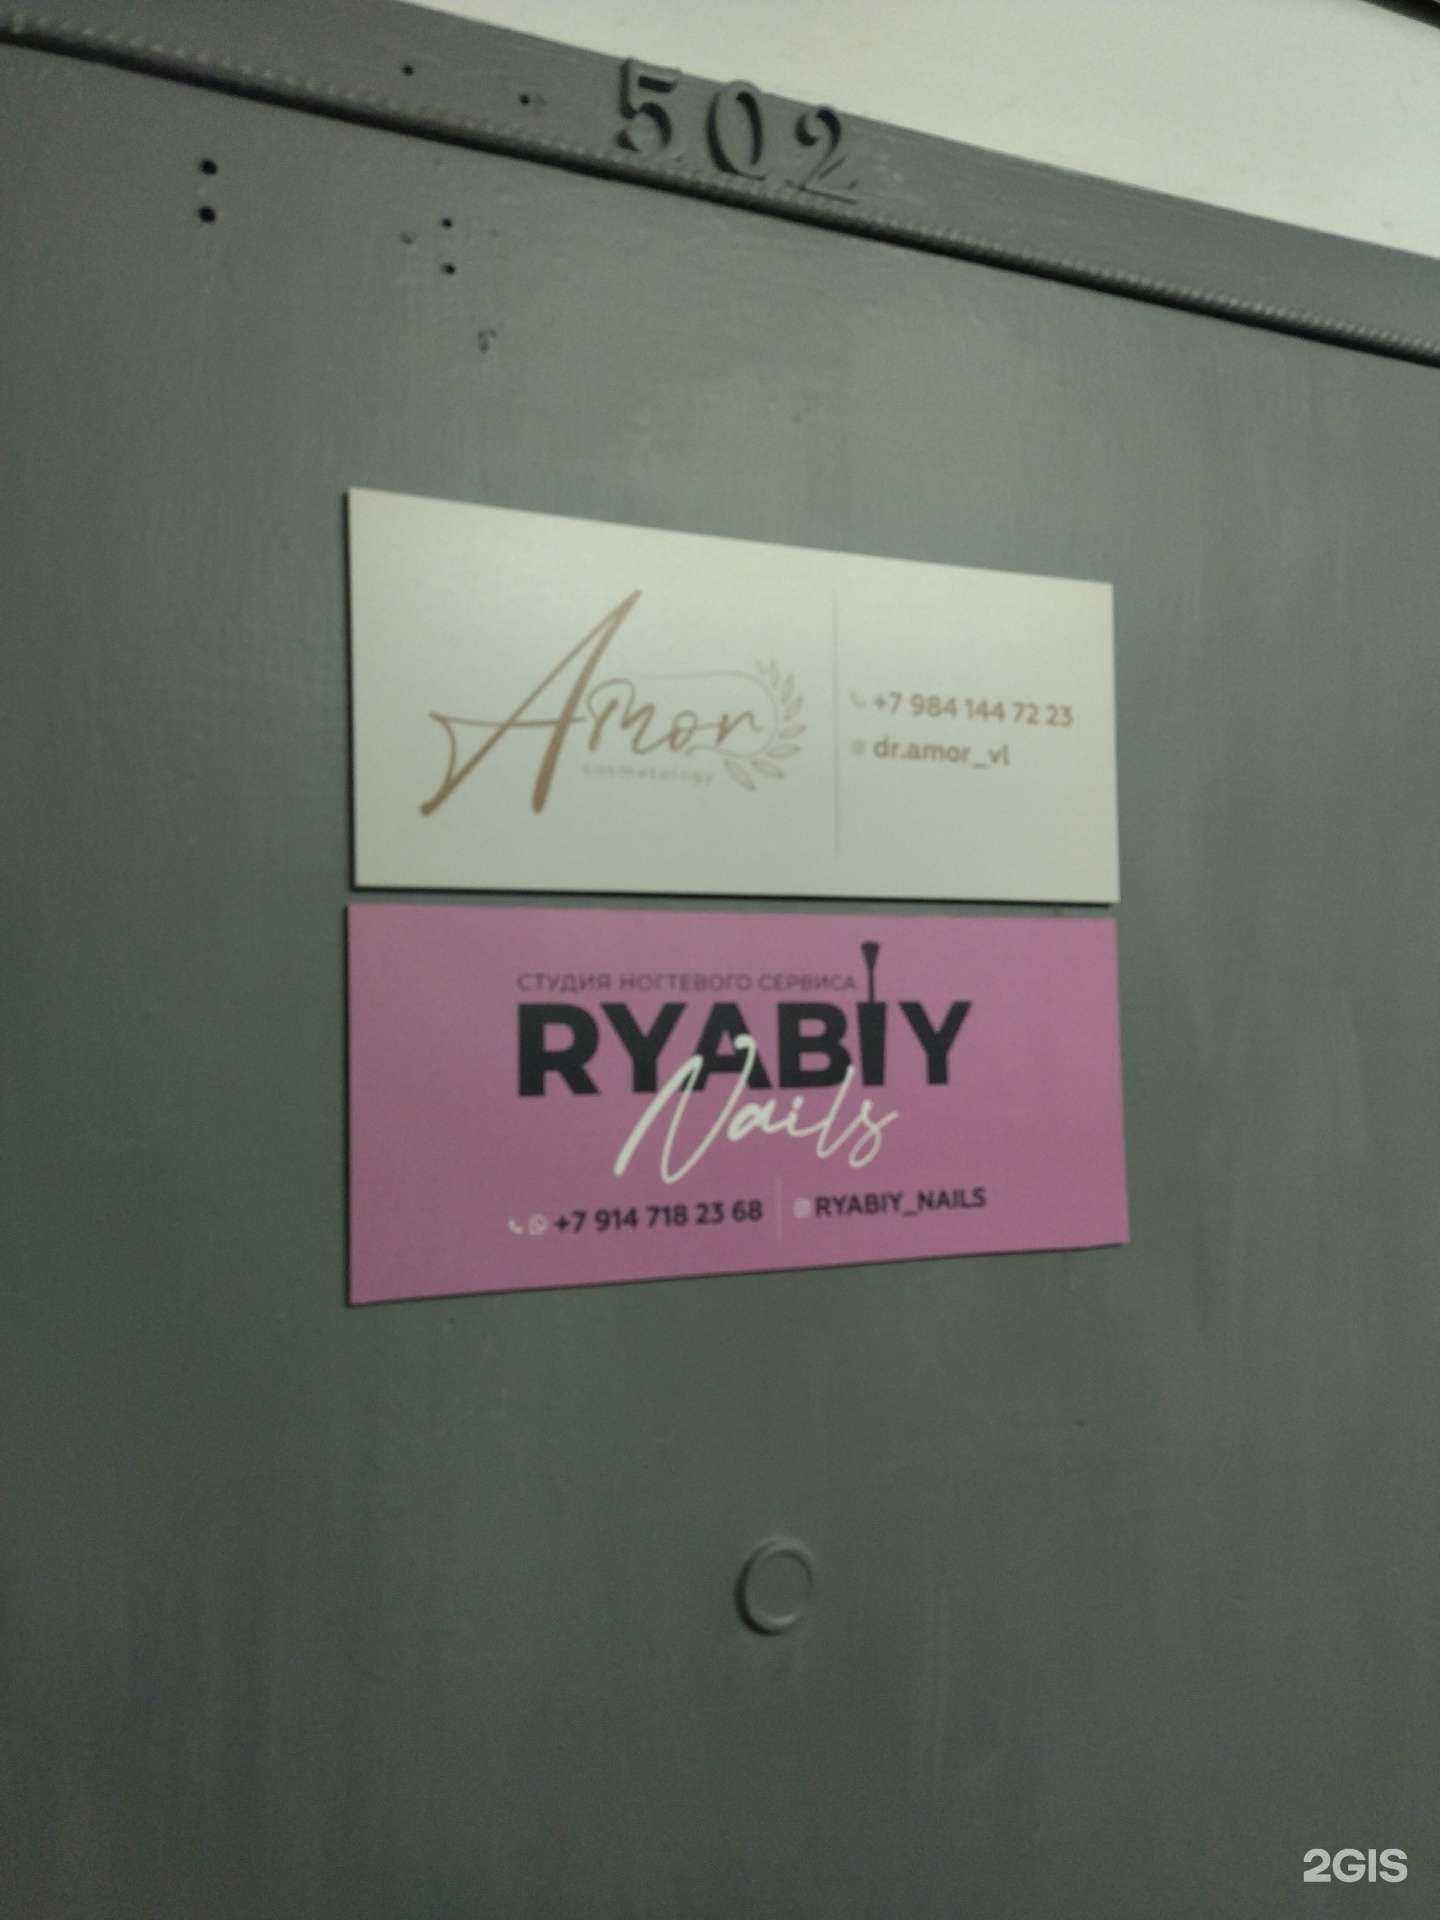 502
Amor
cosmetology
+7 984 144 72 23
dr.amor_vl
СТУДИЯ НОГТЕВОГО СЕРВИСА
RYABIY
Nails
+7 914 718 23 68
RYABIY_NAILS
2GIS